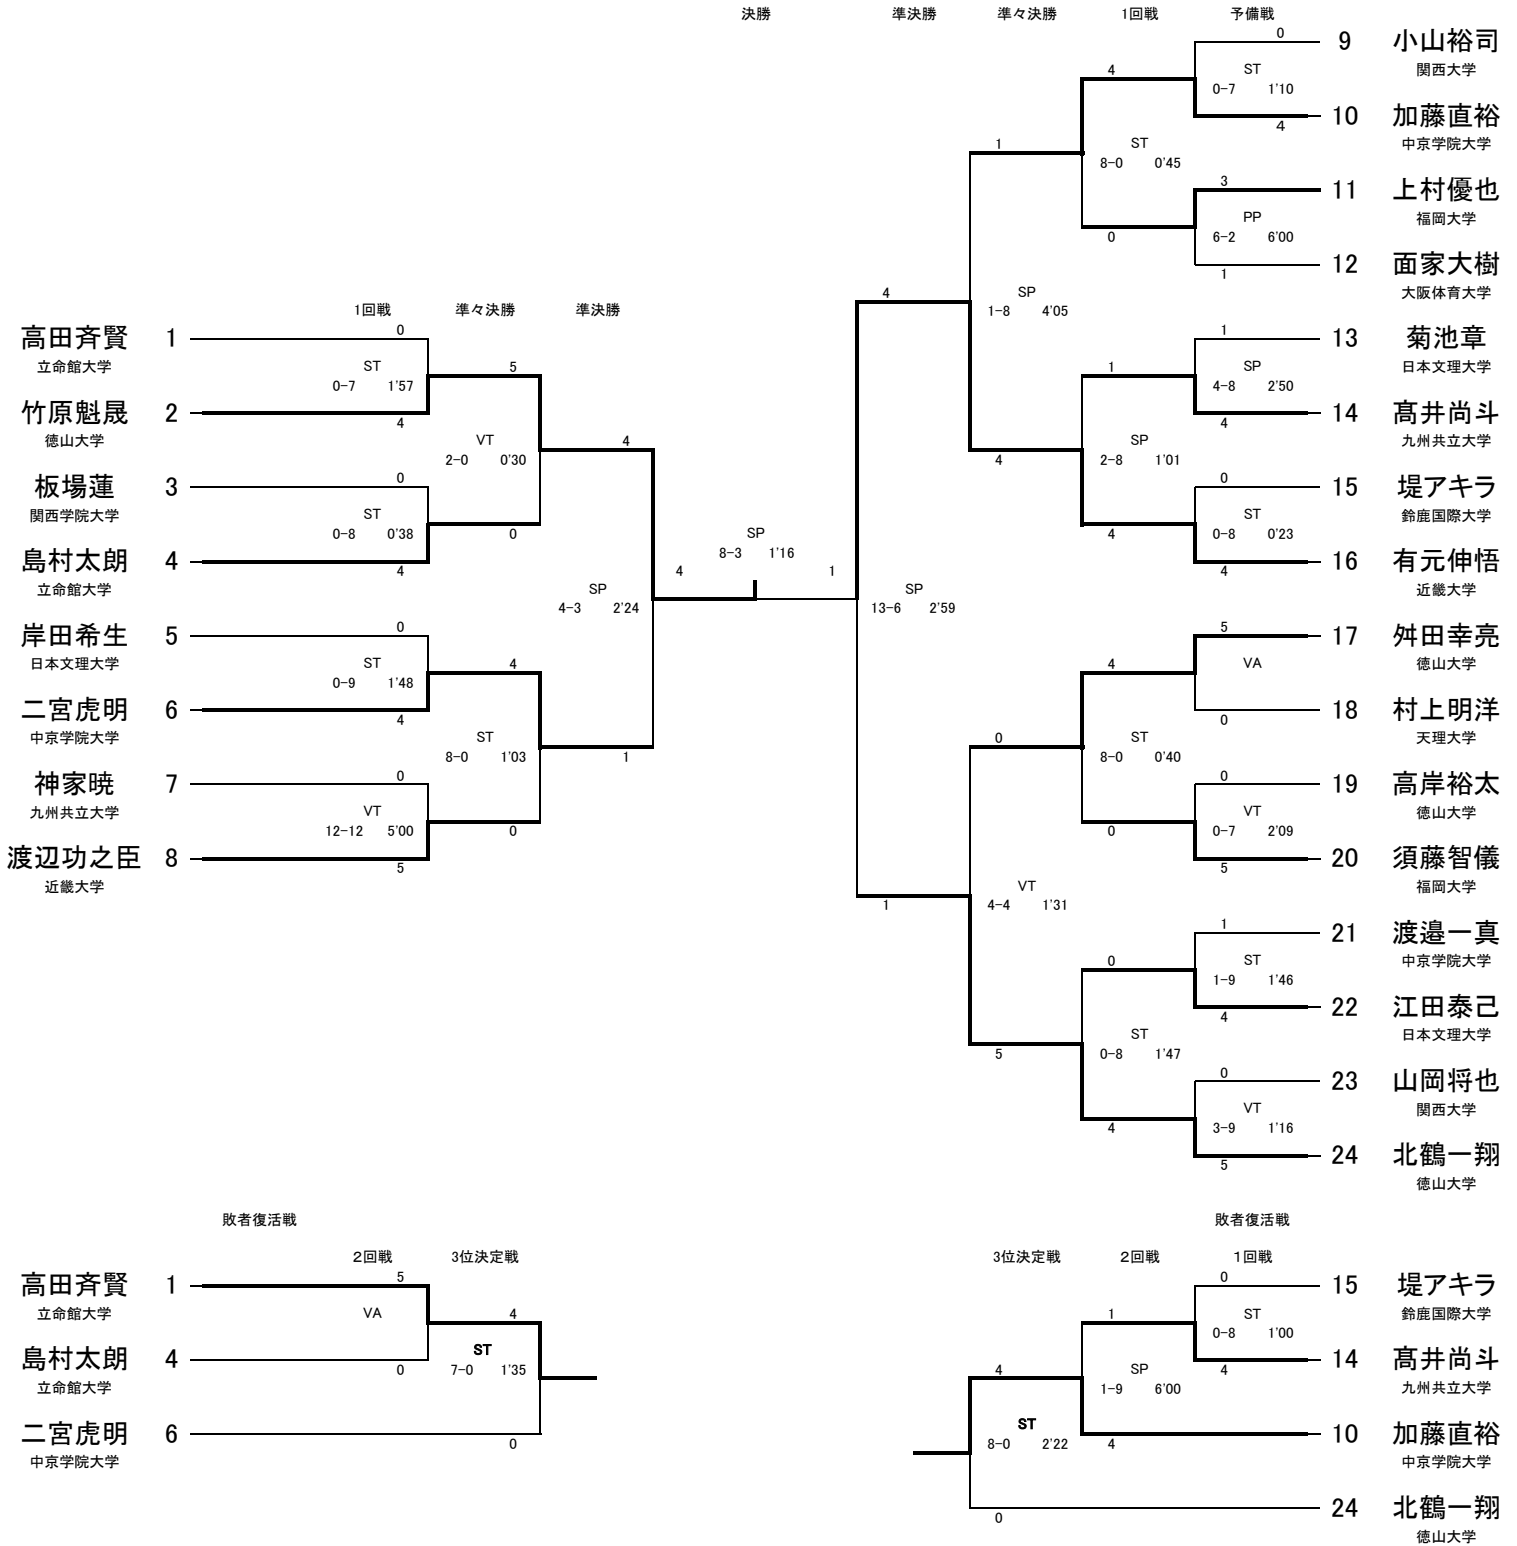 決勝
準決勝
準々決勝
1回戦
予備戦
0
9 小山裕司
関西大学
4
ST
0-7 1'10
10 加藤直裕
4
中京学院大学
1
ST
8-0 0'45
3
11 上村優也
福岡大学
PP
6-2 6'00
0
12 面家大樹
1
大阪体育大学
4
SP
1-8 4'05
1
13 菊池章
日本文理大学
1
SP
4-8 2'50
14 髙井尚斗
4
九州共立大学
4
SP
2-8 1'01
0
15 堤アキラ
鈴鹿国際大学
ST
0-8 0'23
4
16 有元伸悟
4
近畿大学
SP
13-6 2'59
5
17 舛田幸亮
徳山大学
4
VA
18 村上明洋
0
天理大学
0
ST
8-0 0'40
0
19 高岸裕太
徳山大学
VT
0-7 2'09
0
20 須藤智儀
5
福岡大学
1
VT
4-4 1'31
1
21 渡邉一真
中京学院大学
0
ST
1-9 1'46
22 江田泰己
4
日本文理大学
5
ST
0-8 1'47
0
23 山岡将也
関西大学
VT
3-9 1'16
4
24 北鶴一翔
5
徳山大学
1回戦
準々決勝
準決勝
高田斉賢 1
0
立命館大学
ST
0-7 1'57
5
竹原魁晟 2
4
徳山大学
VT
2-0 0'30
4
板場蓮 3
0
関西学院大学
ST
0-8 0'38
0
島村太朗 4
4
立命館大学
SP
8-3 1'16
4 1
SP
4-3 2'24
岸田希生 5
0
日本文理大学
ST
0-9 1'48
4
二宮虎明 6
4
中京学院大学
ST
8-0 1'03
1
神家暁 7
0
九州共立大学
VT
12-12 5'00
0
渡辺功之臣 8
5
近畿大学
敗者復活戦
2回戦
3位決定戦
高田斉賢 1
5
立命館大学
VA
4
島村太朗 4
0
立命館大学
ST
7-0 1'35
二宮虎明 6
0
中京学院大学
敗者復活戦
3位決定戦
2回戦
1回戦
0
15 堤アキラ
鈴鹿国際大学
1
ST
0-8 1'00
14 髙井尚斗
4
九州共立大学
4
SP
1-9 6'00
10 加藤直裕
4
中京学院大学
ST
8-0 2'22
24 北鶴一翔
0
徳山大学